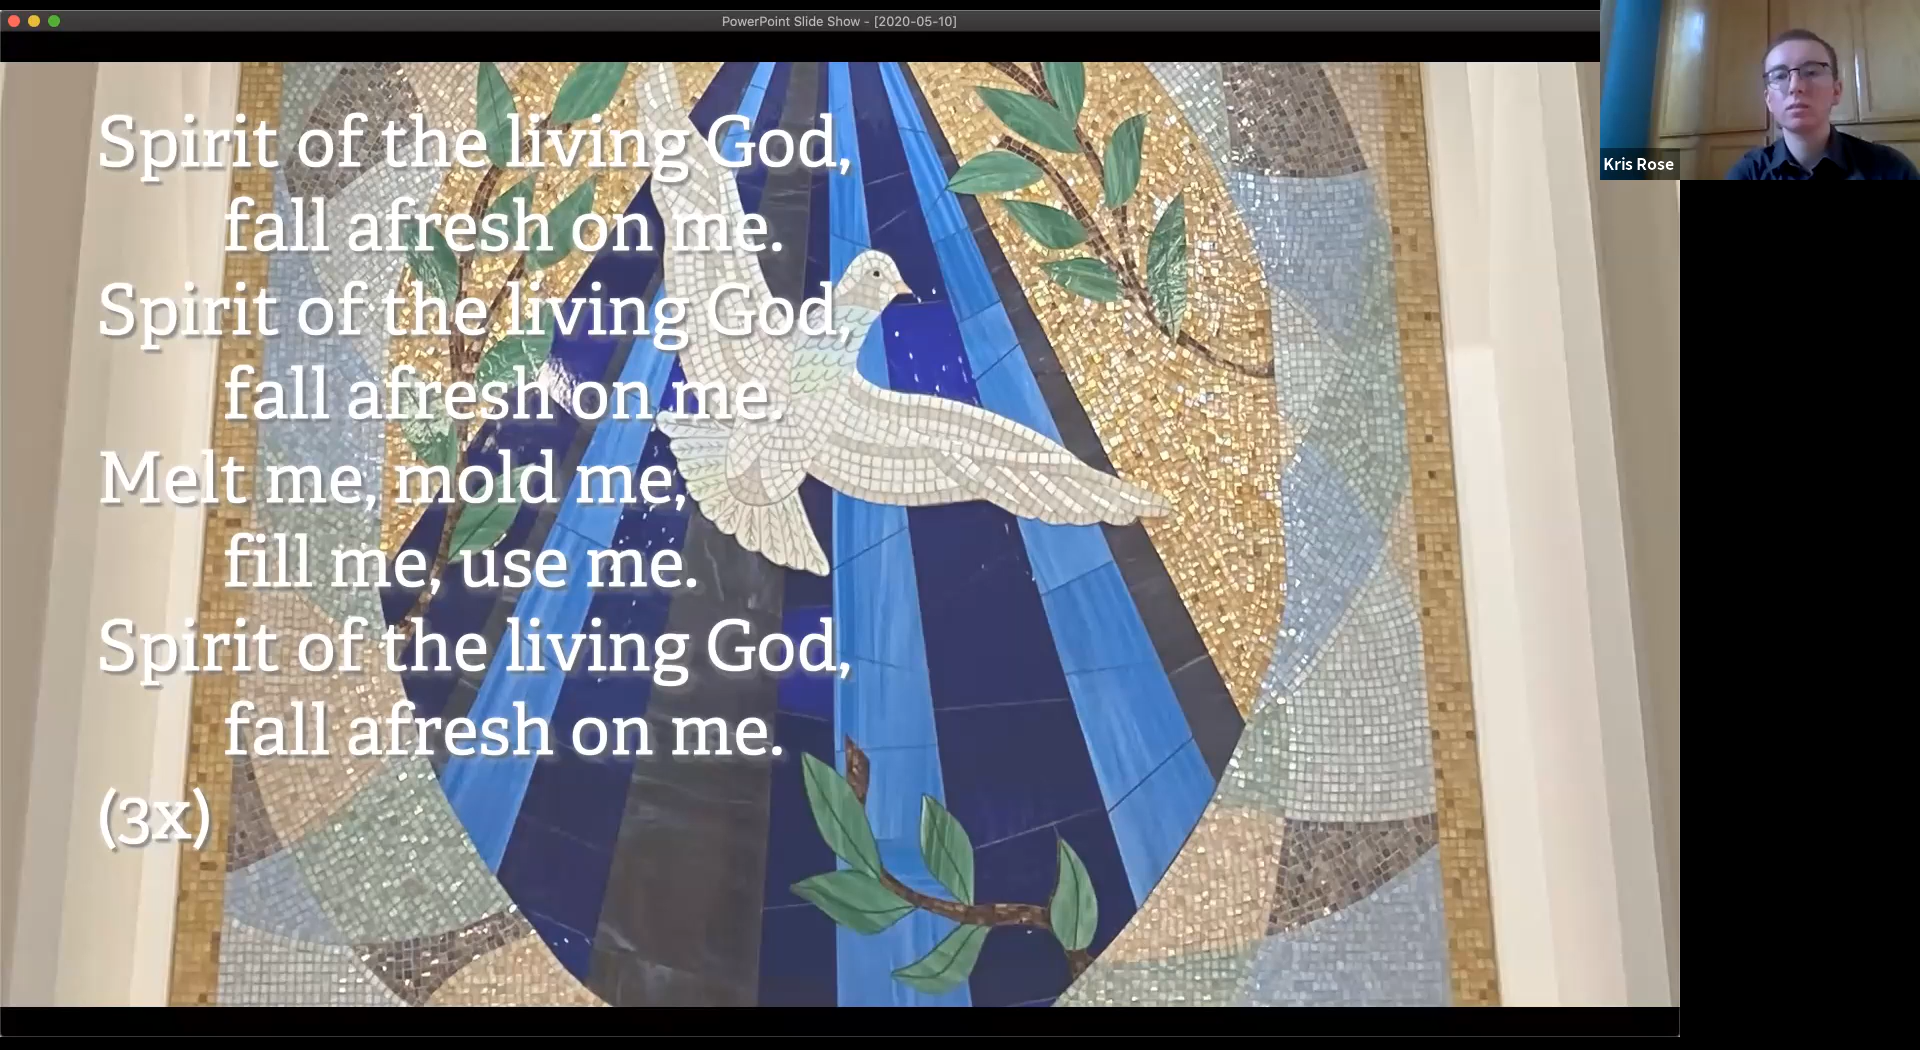 PowerPoint Slide Show - [2020-05-10]
Kris Rose
Spirit of the living God,
fall afresh on me.
Spirit of the living God,
fall afresh on me.
Melt me, mold me,
fill me, use me.
Spirit of the living God,
fall afresh on me.
(3x)